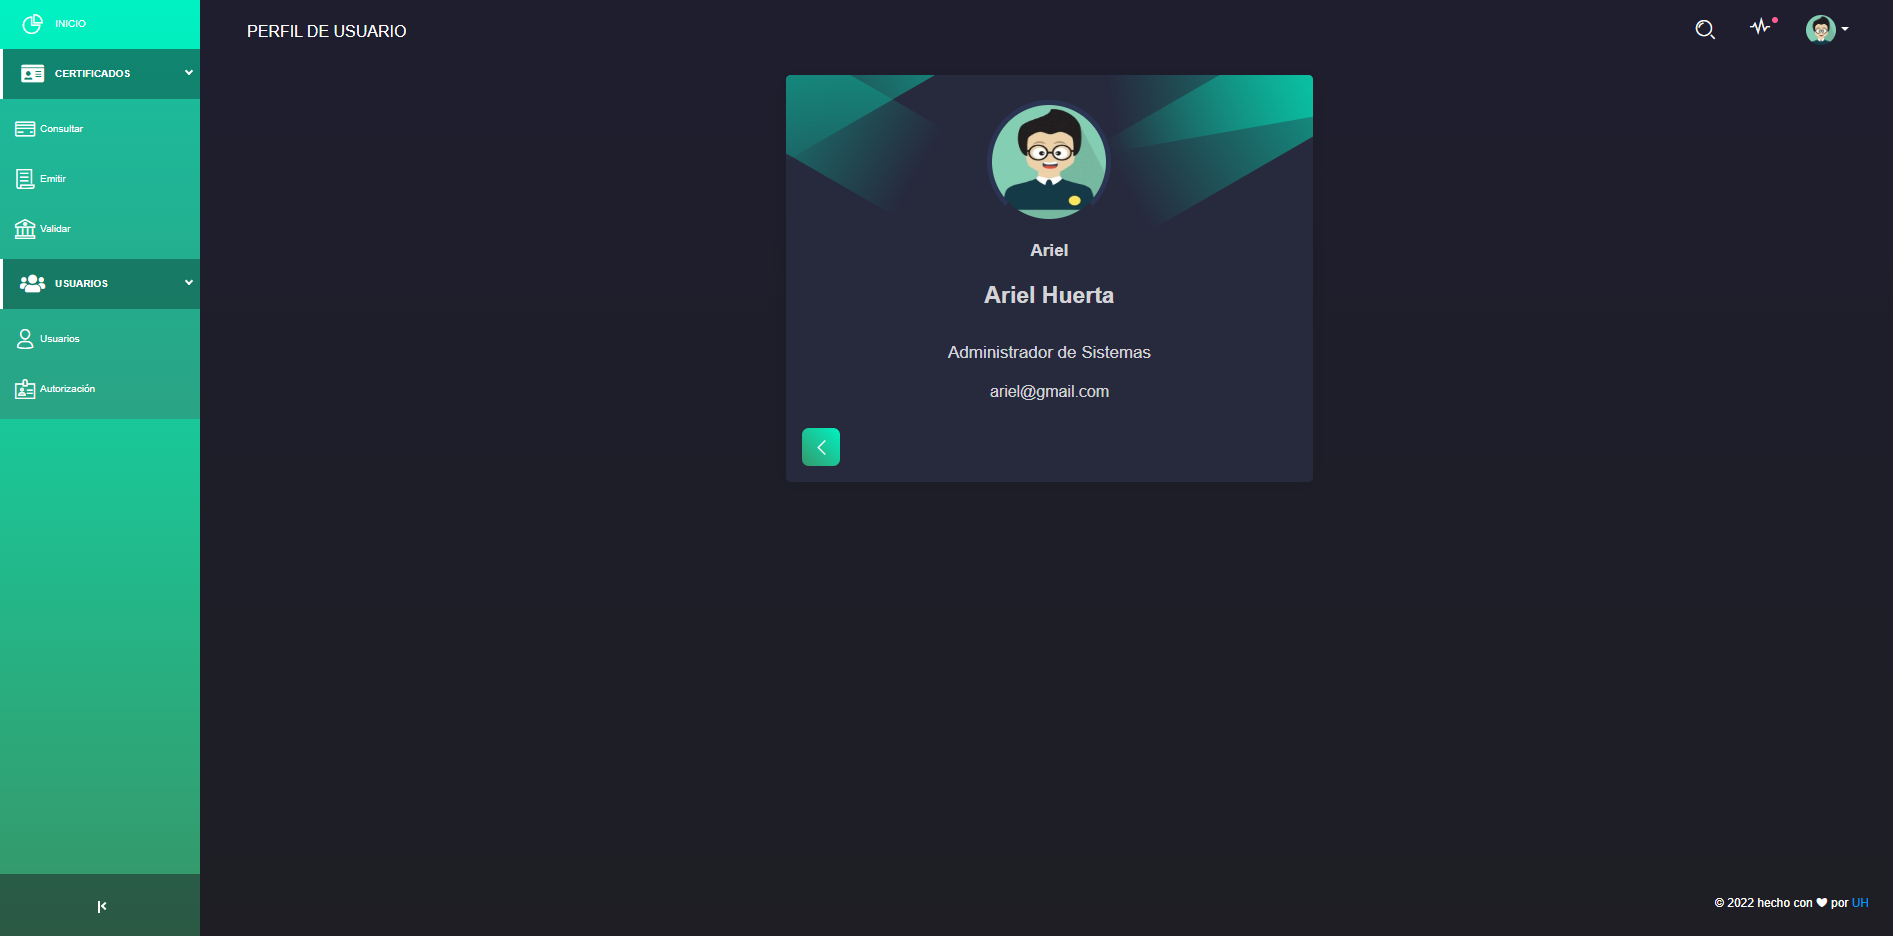 INICIO
CERTIFICADOS
Consultar
Emitir
Validar
USUARIOS
Usuarios
Autorización
PERFIL DE USUARIO
Ariel
Ariel Huerta
Administrador de Sistemas
ariel@gmail.com
© 2022 hecho con por UH